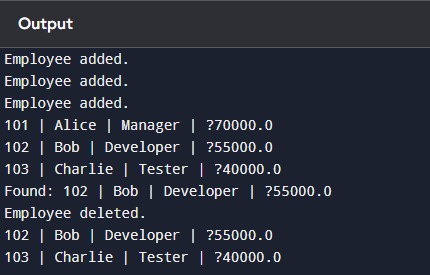 Output
Employee added.
Employee added.
Employee added.
101 | Alice | Manager | ?70000.0
102 | Bob | Developer | ?55000.0
103 | Charlie | Tester | ?40000.0
Found: 102 | Bob | Developer | ?55000.0
Employee deleted.
102 | Bob | Developer | ?55000.0
103 | Charlie | Tester | ?40000.0